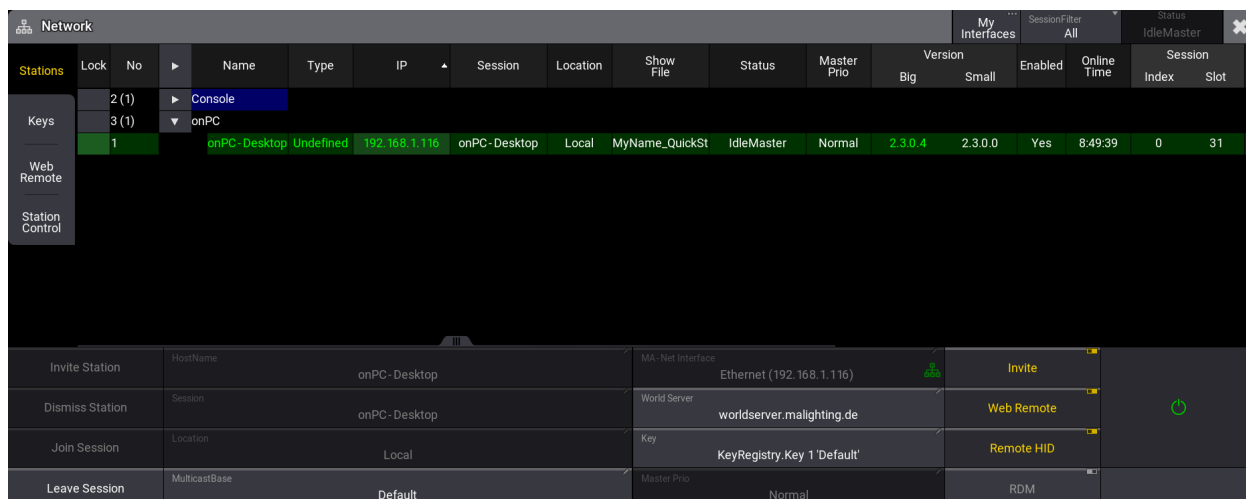 Network
My Interfaces
SessionFilter
All
Status
IdleMaster
Stations
Lock No Name Type IP Session Location Show File Status Master Prio Version Big Small Enabled Online Time Session Index Slot
2 (1) Console
Keys
3 (1) onPC
1 onPC-Desktop Undefined 192.168.1.116 onPC-Desktop Local MyName_QuickSt IdleMaster Normal 2.3.0.4 2.3.0.0 Yes 8:49:39 0 31
Web
Remote
Station
Control
Invite Station
HostName
onPC-Desktop
MA-Net Interface
Ethernet (192.168.1.116)
Invite
Dismiss Station
Session
onPC-Desktop
World Server
worldserver.malighting.de
Web Remote
Join Session
Location
Local
Key
KeyRegistry.Key 1 'Default'
Remote HID
Leave Session
MulticastBase
Default
Master Prio
Normal
RDM